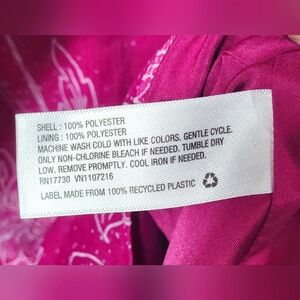 SHELL : 100% POLYESTER
LINING : 100% POLYESTER
MACHINE WASH COLD WITH LIKE COLORS. GENTLE CYCLE.
ONLY NON-CHLORINE BLEACH IF NEEDED. TUMBLE DRY
LOW. REMOVE PROMPTLY. COOL IRON IF NEEDED.
RN17730 VN1107216
LABEL MADE FROM 100% RECYCLED PLASTIC